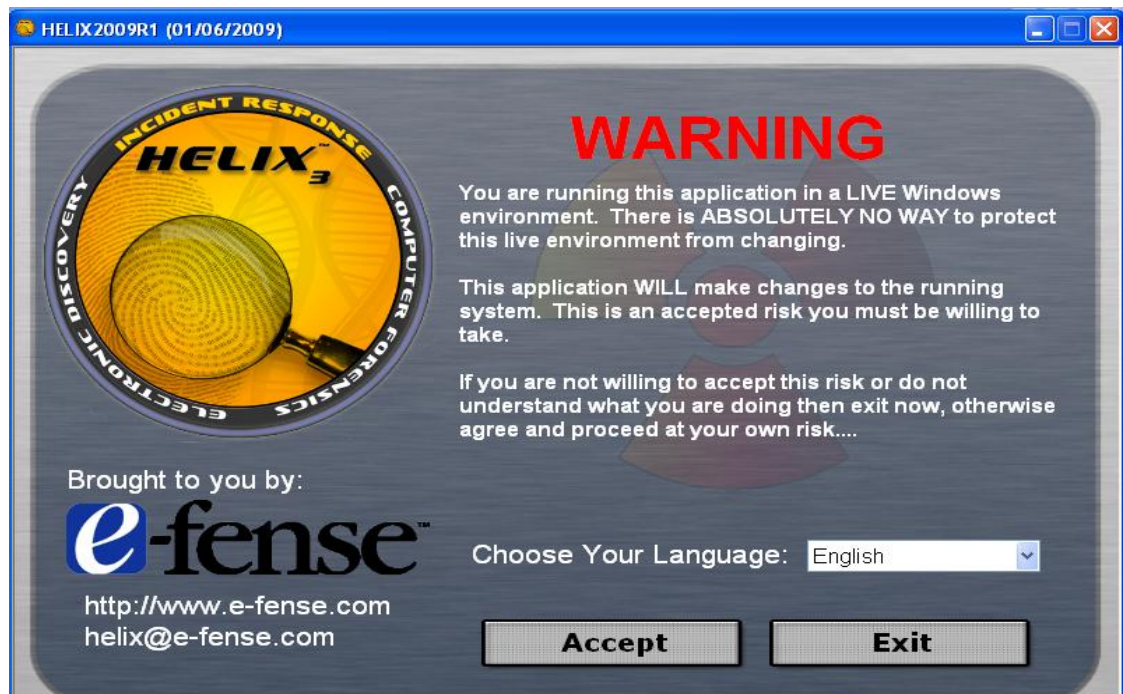 HELIX2009R1 (01/06/2009)
INCIDENT RESPONSE
COMPUTER FORENSICS
ELECTRONIC DISCOVERY
HELIX™
3
WARNING
You are running this application in a LIVE Windows
environment. There is ABSOLUTELY NO WAY to protect
this live environment from changing.
This application WILL make changes to the running
system. This is an accepted risk you must be willing to
take.
If you are not willing to accept this risk or do not
understand what you are doing then exit now, otherwise
agree and proceed at your own risk....
Brought to you by:
e-fense™
http://www.e-fense.com
helix@e-fense.com
Choose Your Language: English
Accept Exit